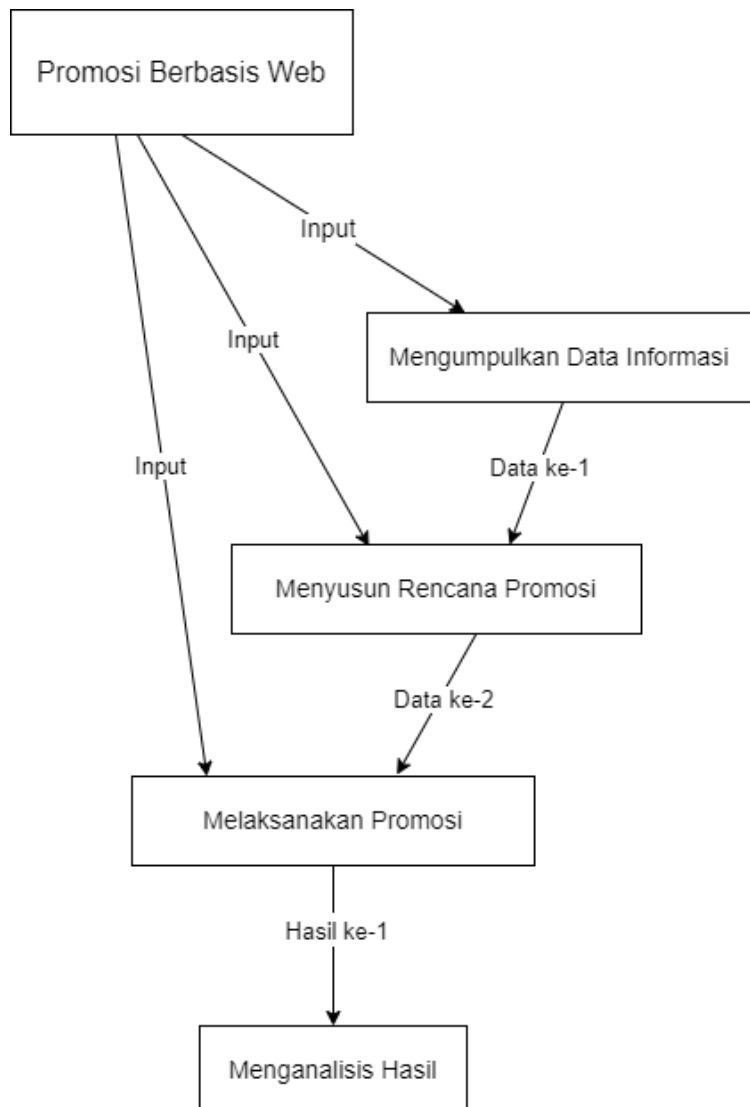 Promosi Berbasis Web
Input
Mengumpulkan Data Informasi
Input
Input
Data ke-1
Menyusun Rencana Promosi
Data ke-2
Melaksanakan Promosi
Hasil ke-1
Menganalisis Hasil